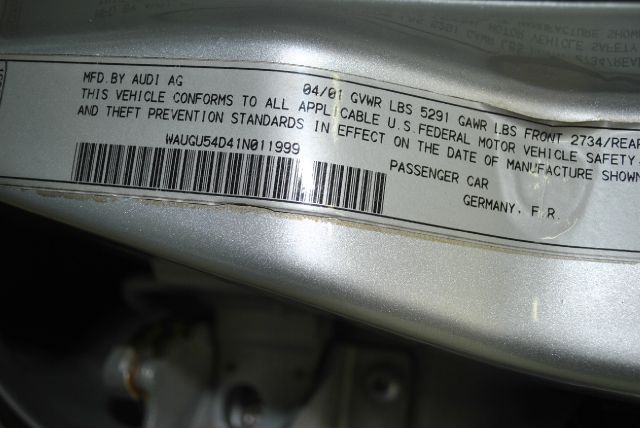 MFD.BY AUDI AG 04/01 GVWR LBS 5291 GAWR LBS FRONT 2734/REAR
THIS VEHICLE CONFORMS TO ALL APPLICABLE U.S.FEDERAL MOTOR VEHICLE SAFETY
AND THEFT PREVENTION STANDARDS IN EFFECT ON THE DATE OF MANUFACTURE SHOWN
WAUGU54D41N011999 PASSENGER CAR
GERMANY, F.R.